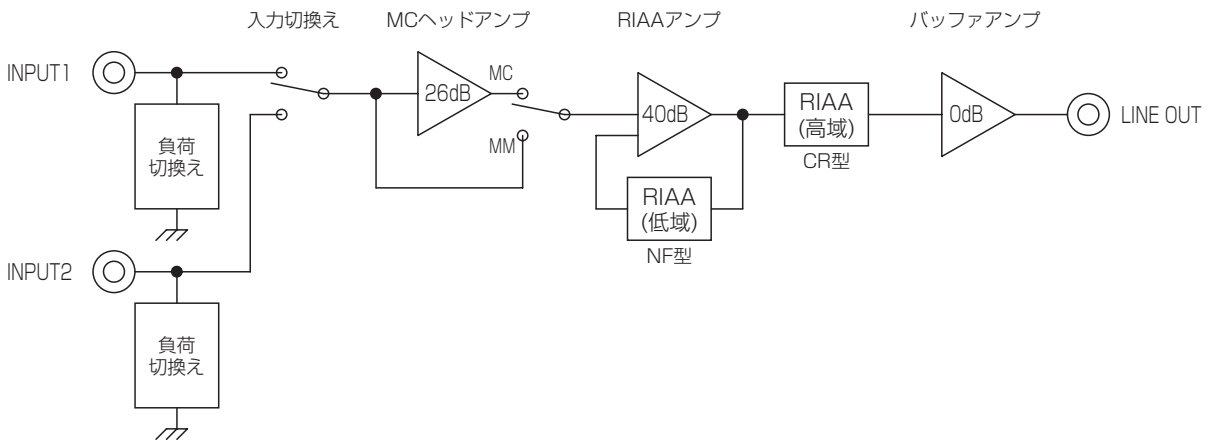 入力切換え
MCヘッドアンプ
RIAAアンプ
バッファアンプ
INPUT1
負荷
切換え
26dB
MC
MM
40dB
RIAA
(低域)
NF型
RIAA
(高域)
CR型
0dB
LINE OUT
INPUT2
負荷
切換え